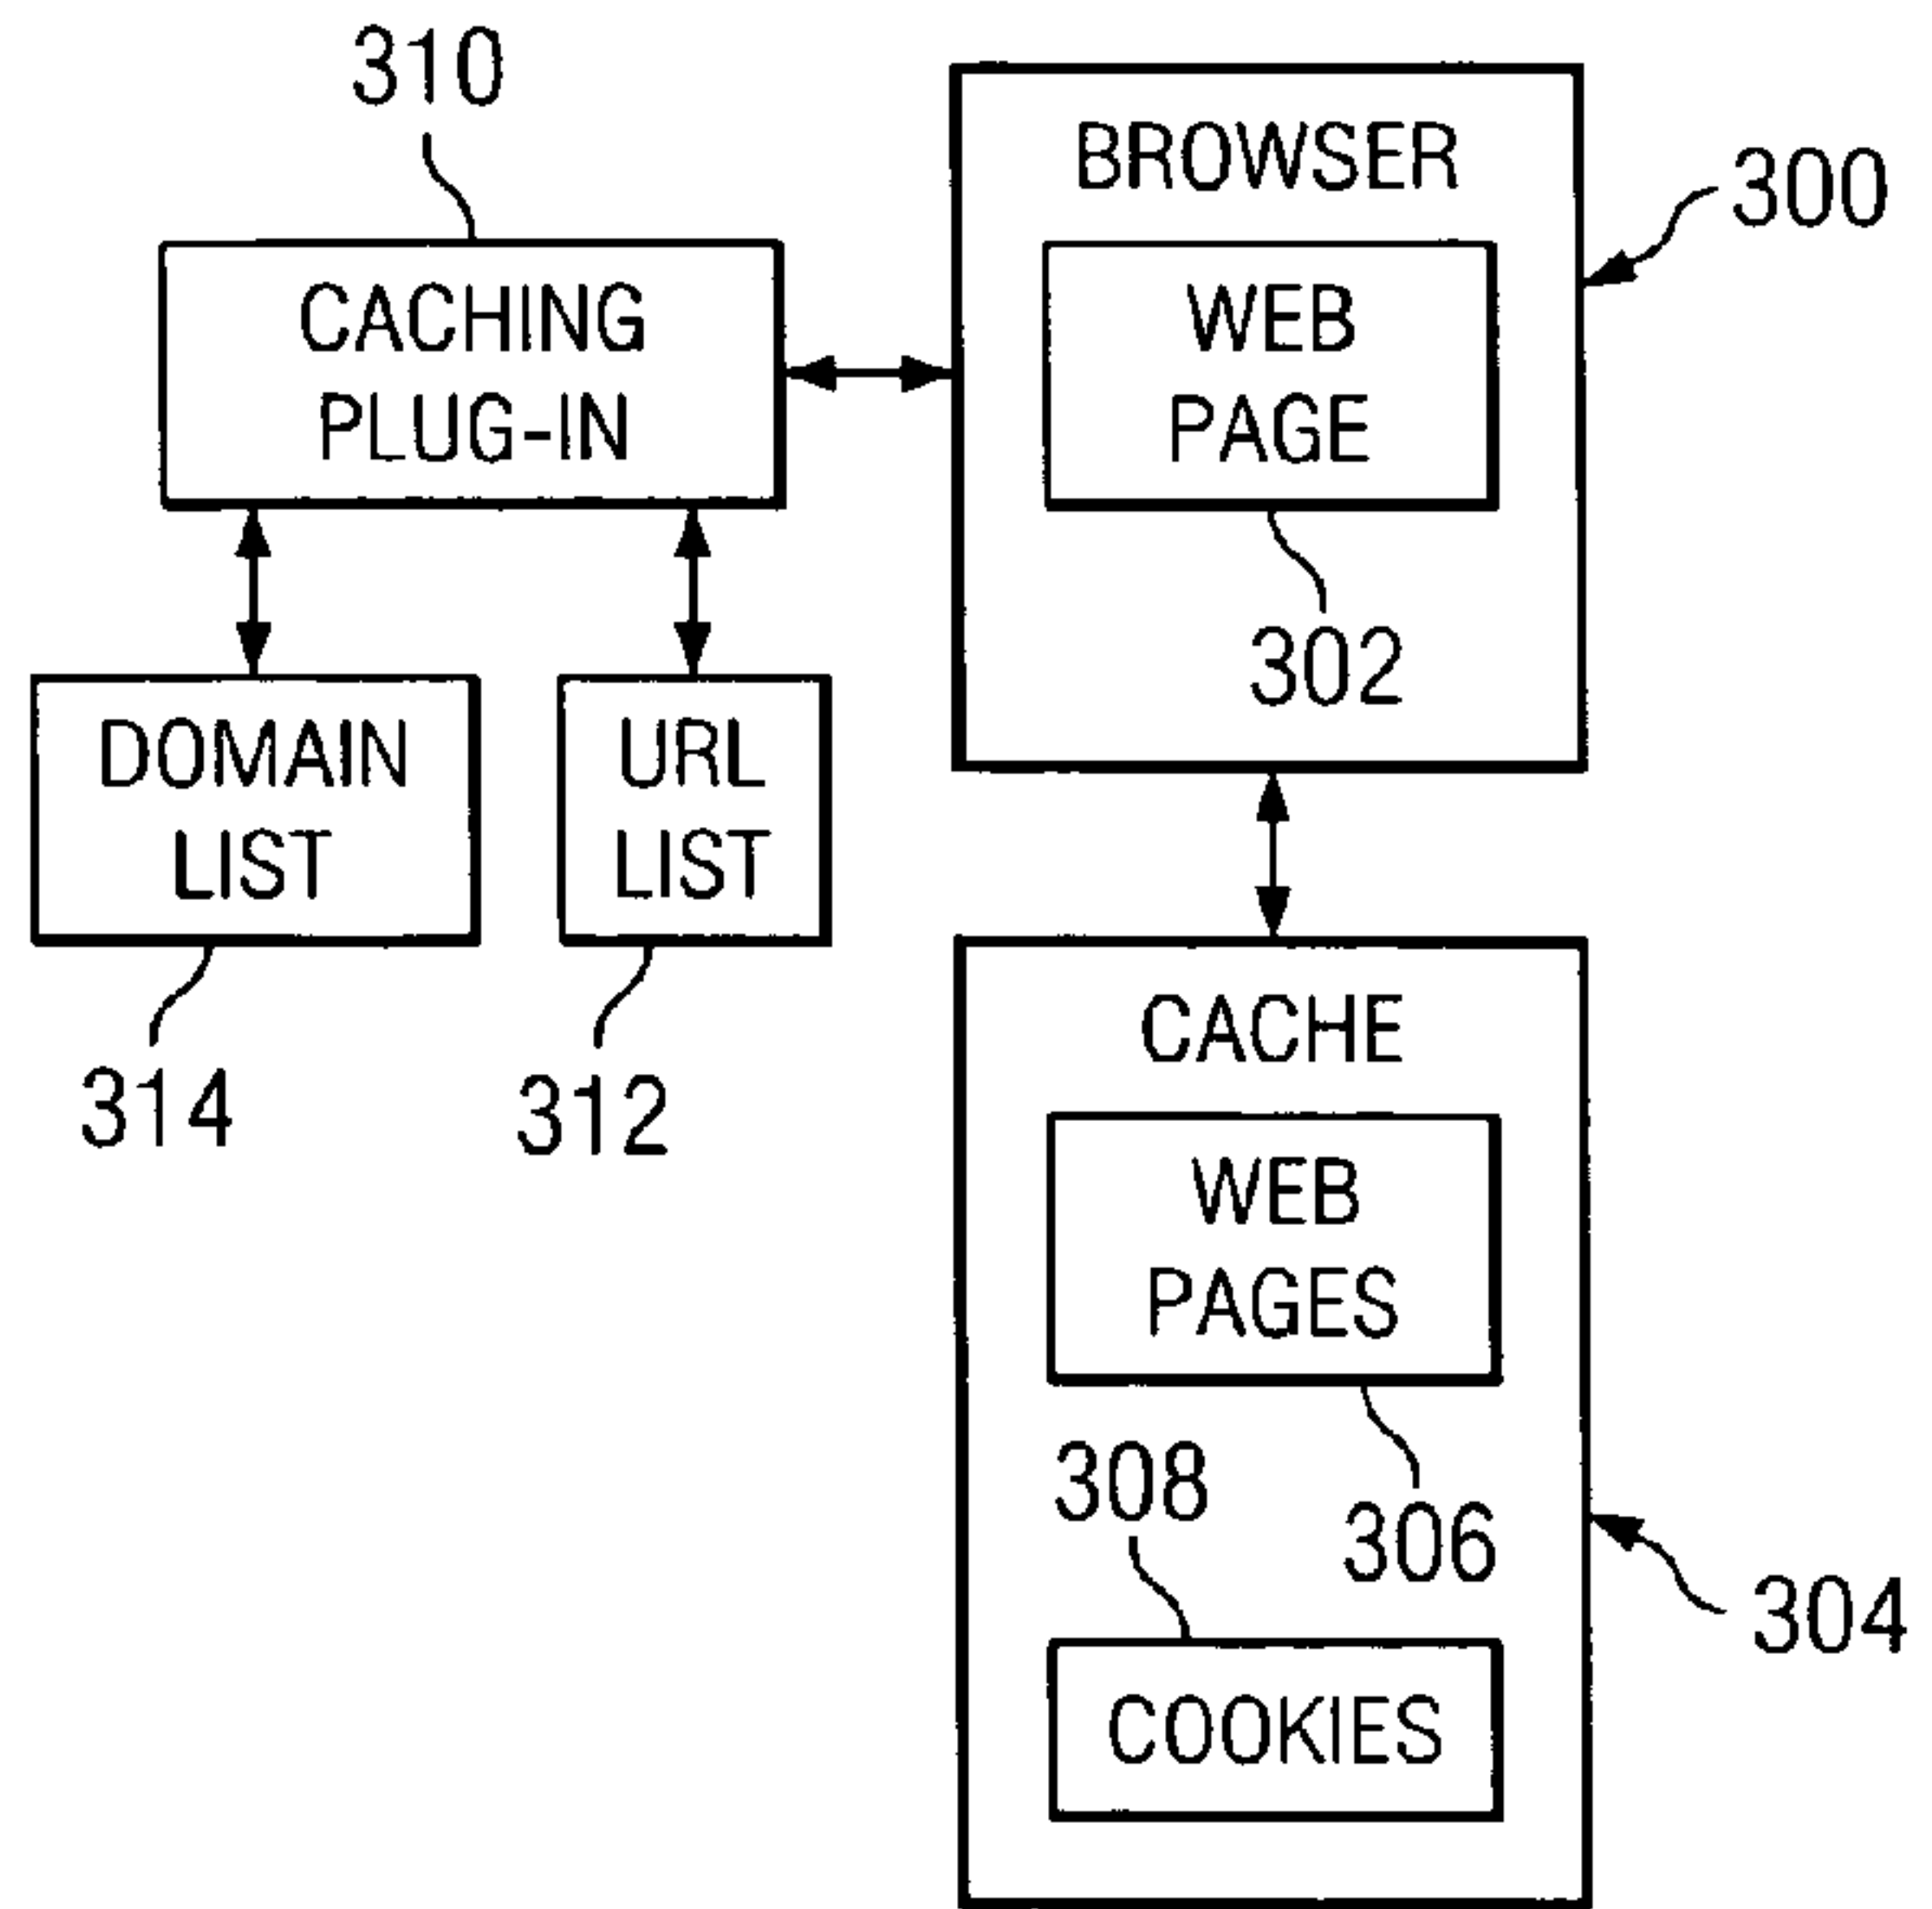 310
BROWSER
300
CACHING
PLUG-IN
WEB
PAGE
302
DOMAIN
LIST
URL
LIST
314
312
CACHE
WEB
PAGES
308
306
304
COOKIES